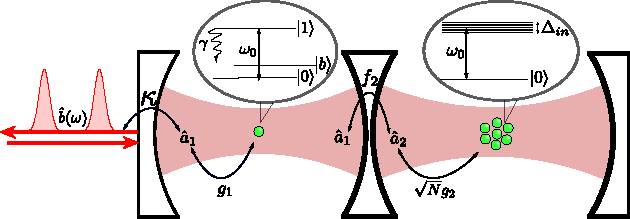 γ
ω₀
|1⟩
|b⟩
|0⟩
ω₀
Δ_in
|0⟩
b̂(ω)
κ
f₂
â₁
â₁
â₂
g₁
√N g₂